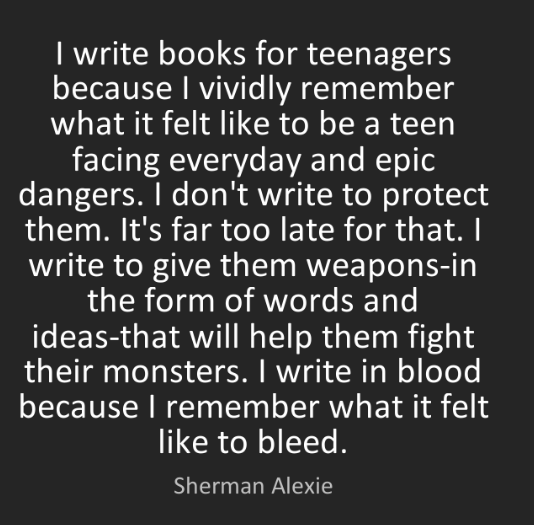 I write books for teenagers
because I vividly remember
what it felt like to be a teen
facing everyday and epic
dangers. I don't write to protect
them. It's far too late for that. I
write to give them weapons-in
the form of words and
ideas-that will help them fight
their monsters. I write in blood
because I remember what it felt
like to bleed.
Sherman Alexie